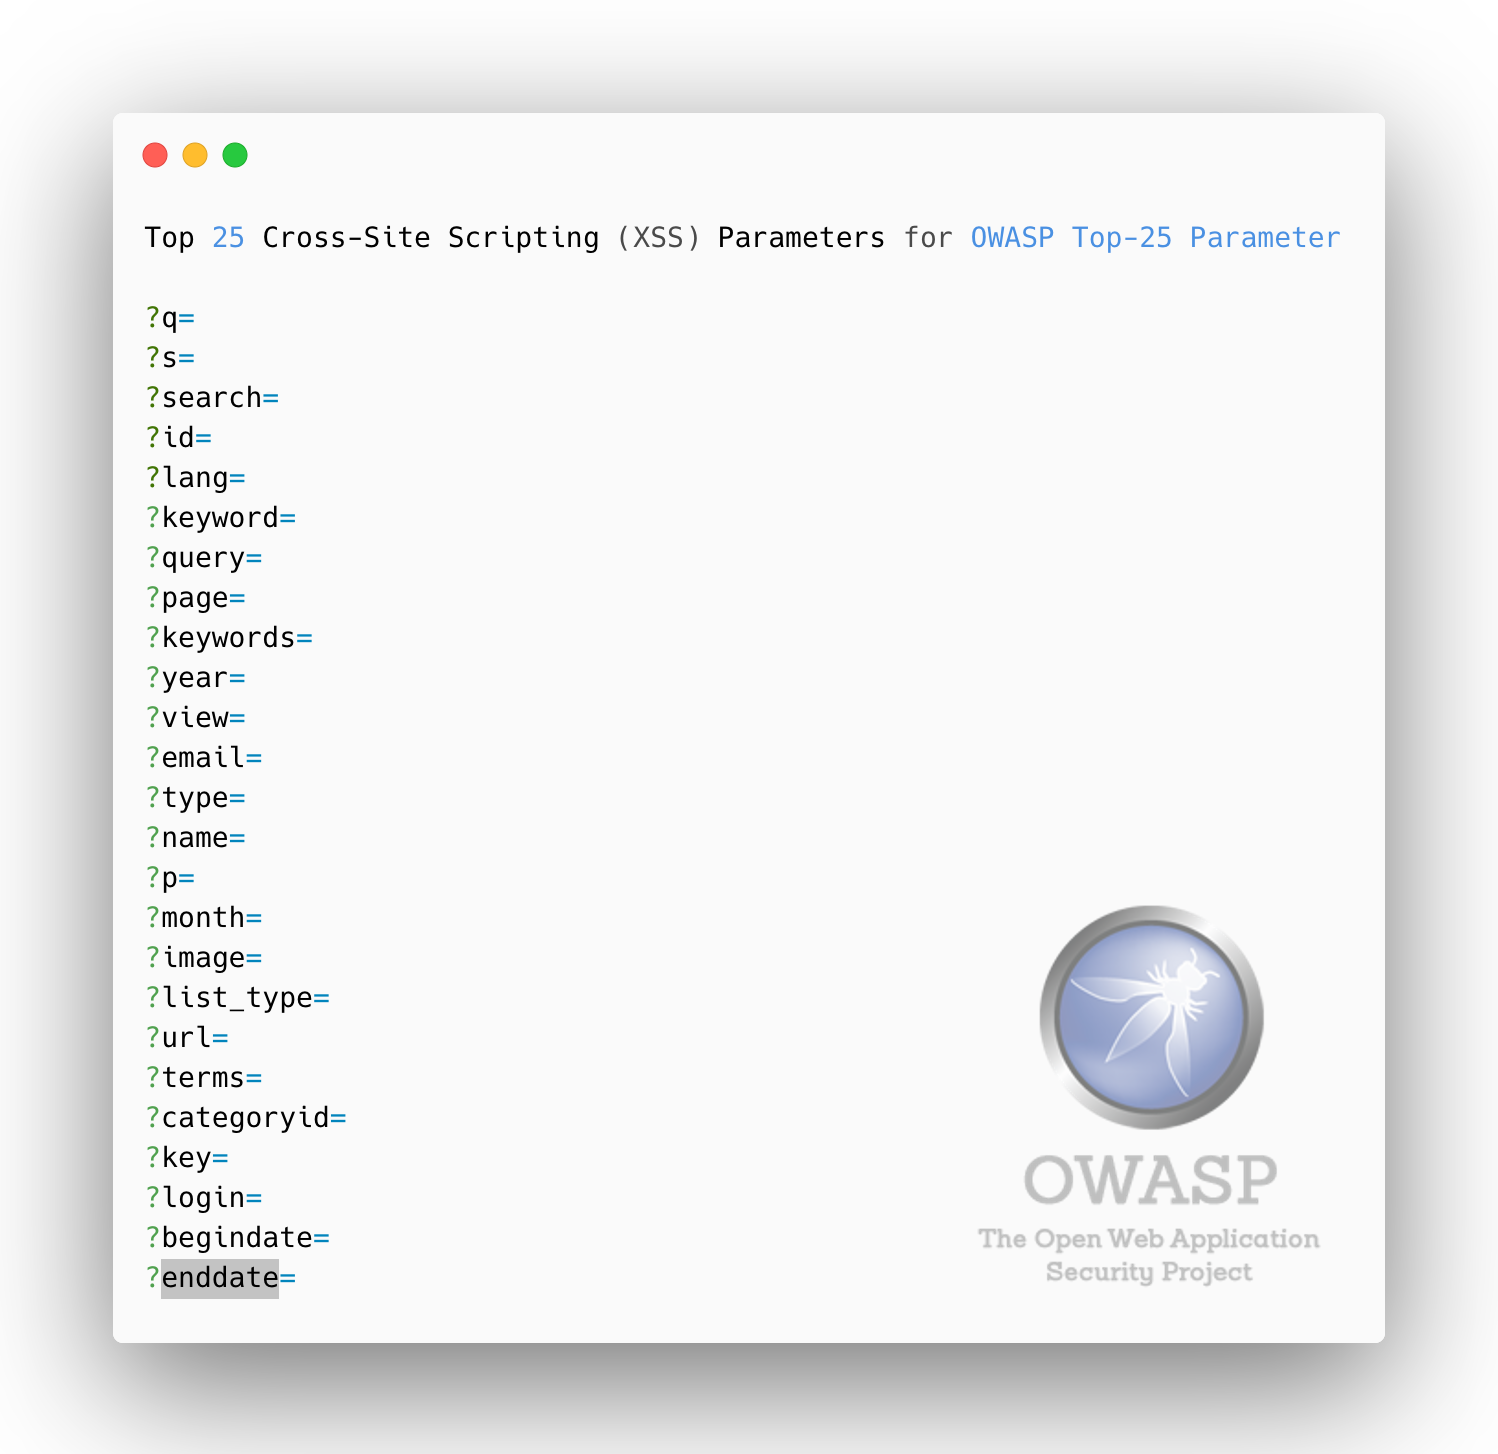 Top 25 Cross-Site Scripting (XSS) Parameters for OWASP Top-25 Parameter
?q=
?s=
?search=
?id=
?lang=
?keyword=
?query=
?page=
?keywords=
?year=
?view=
?email=
?type=
?name=
?p=
?month=
?image=
?list_type=
?url=
?terms=
?categoryid=
?key=
?login=
?begindate=
?enddate=
OWASP
The Open Web Application
Security Project